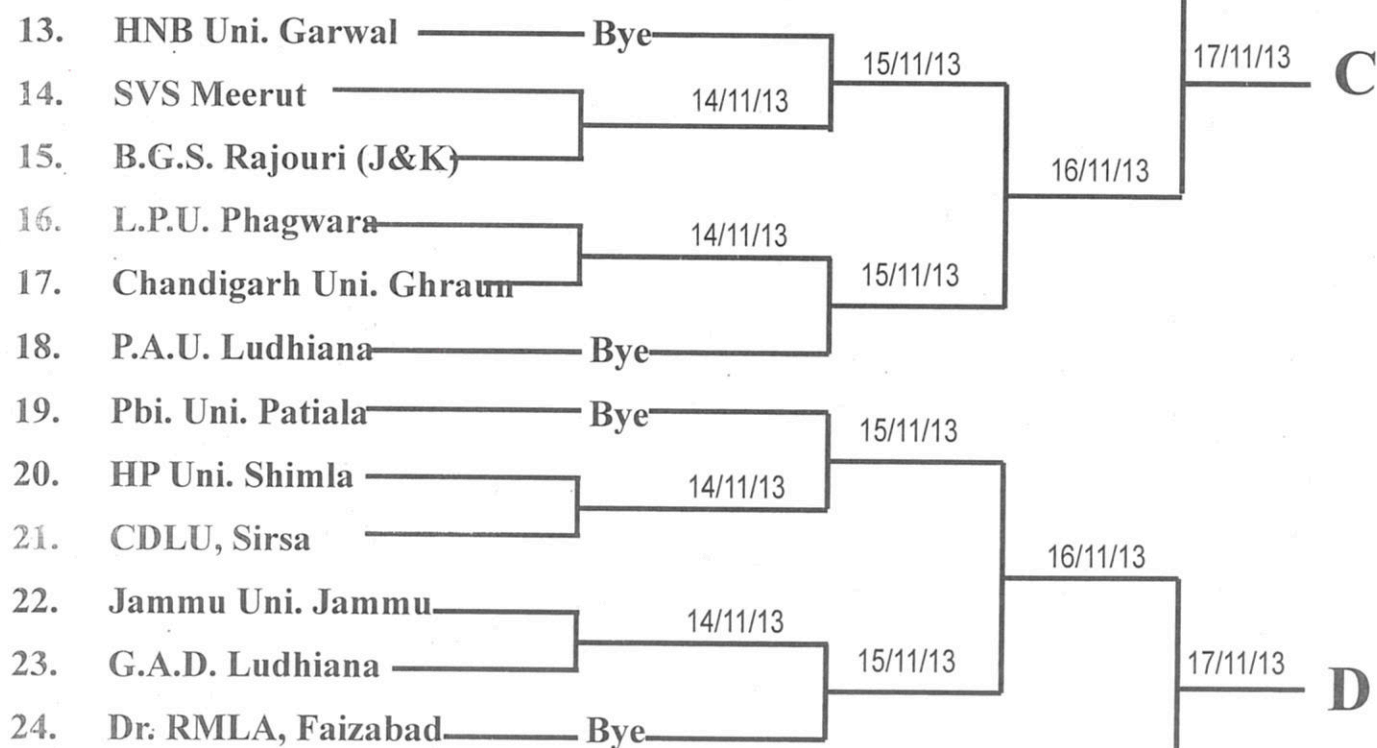 13. HNB Uni. Garwal Bye
15/11/13
17/11/13 C
14. SVS Meerut
14/11/13
15. B.G.S. Rajouri (J&K)
16/11/13
16. L.P.U. Phagwara
14/11/13
17. Chandigarh Uni. Ghraun
15/11/13
18. P.A.U. Ludhiana Bye
19. Pbi. Uni. Patiala Bye
15/11/13
20. HP Uni. Shimla
14/11/13
21. CDLU, Sirsa
16/11/13
22. Jammu Uni. Jammu
14/11/13
23. G.A.D. Ludhiana
15/11/13
17/11/13 D
24. Dr. RMLA, Faizabad Bye